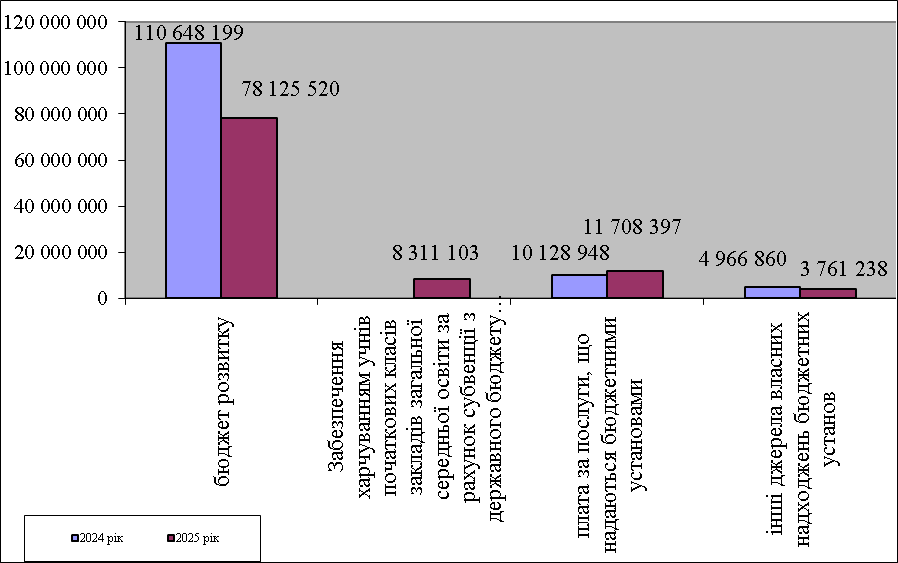 120 000 000
100 000 000
80 000 000
60 000 000
40 000 000
20 000 000
0
110 648 199
78 125 520
8 311 103
10 128 948
11 708 397
4 966 860
3 761 238
бюджет розвитку
Забезпечення
харчуванням учнів
початкових класів
закладів загальної
середньої освіти за
рахунок субвенції з
державного бюджету…
плата за послуги, що
надаються бюджетними
установами
інші джерела власних
надходжень бюджетних
установ
2024 рік
2025 рік